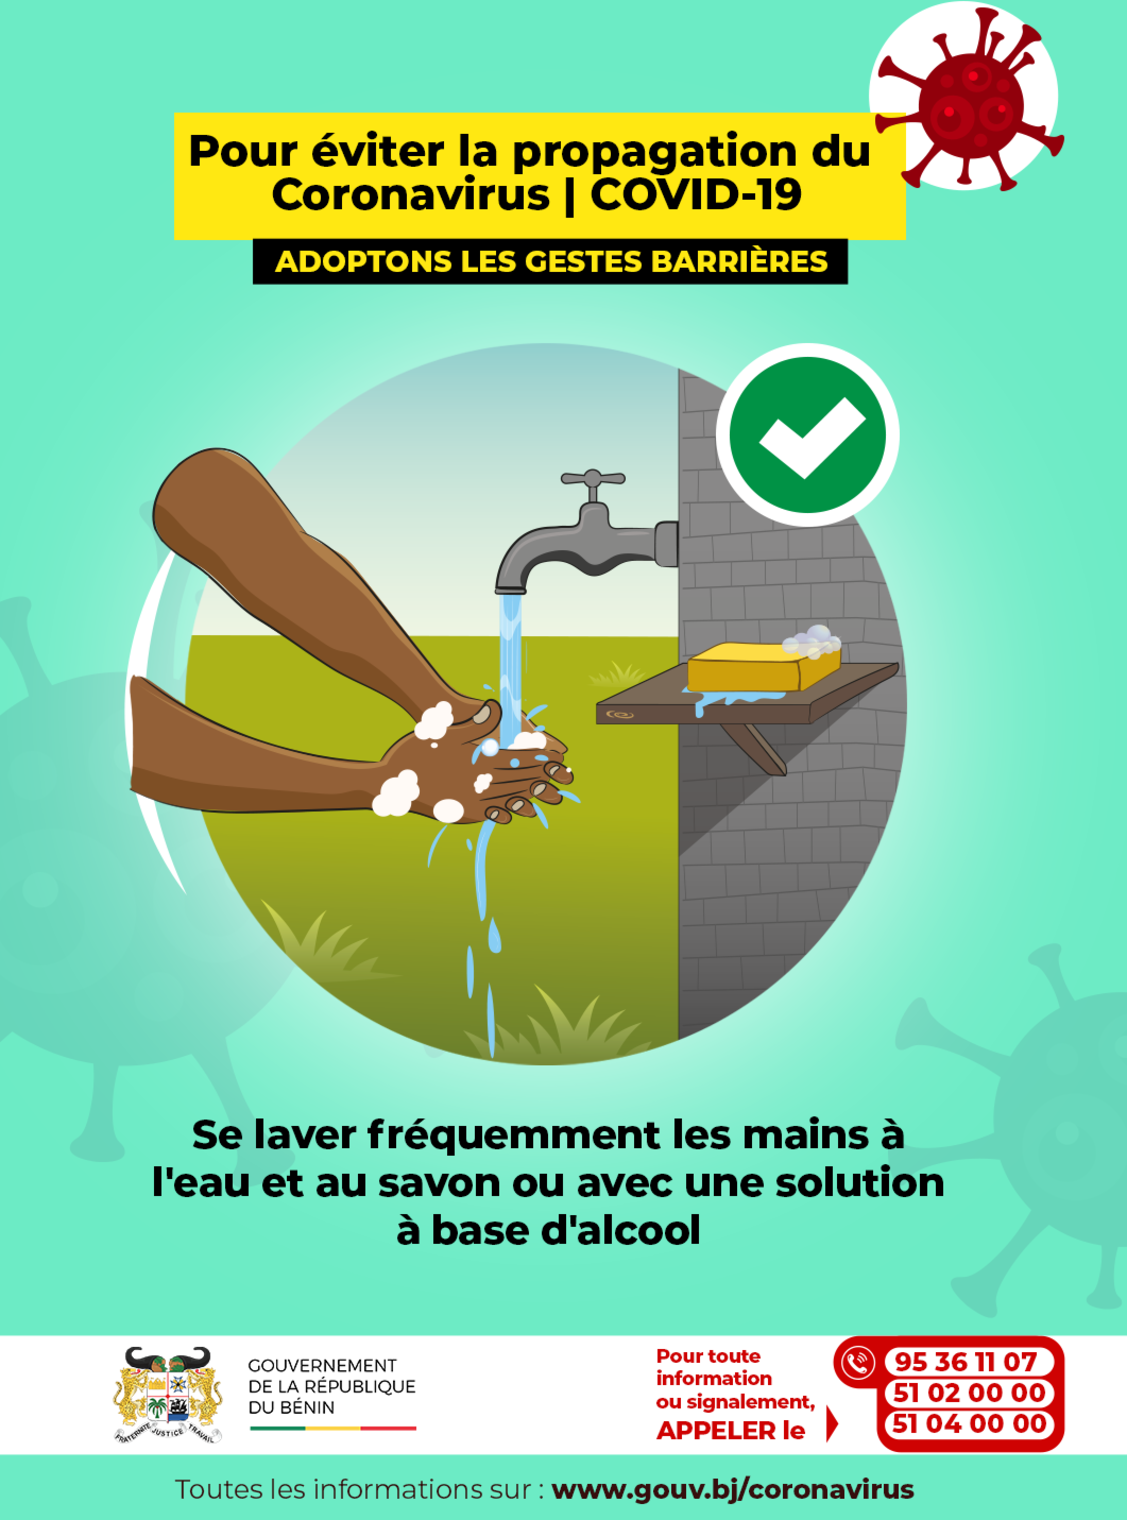 Pour éviter la propagation du
Coronavirus | COVID-19
ADOPTONS LES GESTES BARRIÈRES
Se laver fréquemment les mains à
l'eau et au savon ou avec une solution
à base d'alcool
FRATERNITE JUSTICE TRAVAIL
GOUVERNEMENT
DE LA RÉPUBLIQUE
DU BÉNIN
Pour toute
information
ou signalement,
APPELER le
95 36 11 07
51 02 00 00
51 04 00 00
Toutes les informations sur : www.gouv.bj/coronavirus